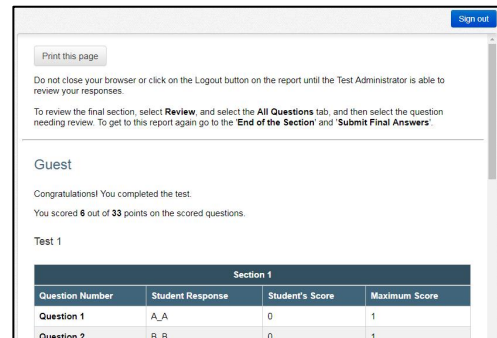 Sign out
Print this page
Do not close your browser or click on the Logout button on the report until the Test Administrator is able to
review your responses.
To review the final section, select Review, and select the All Questions tab, and then select the question
needing review. To get to this report again go to the 'End of the Section' and 'Submit Final Answers'.
Guest
Congratulations! You completed the test.
You scored 6 out of 33 points on the scored questions.
Test 1
Section 1
Question Number Student Response Student's Score Maximum Score
Question 1 A_A 0 1
Question 2 B_B 0 1